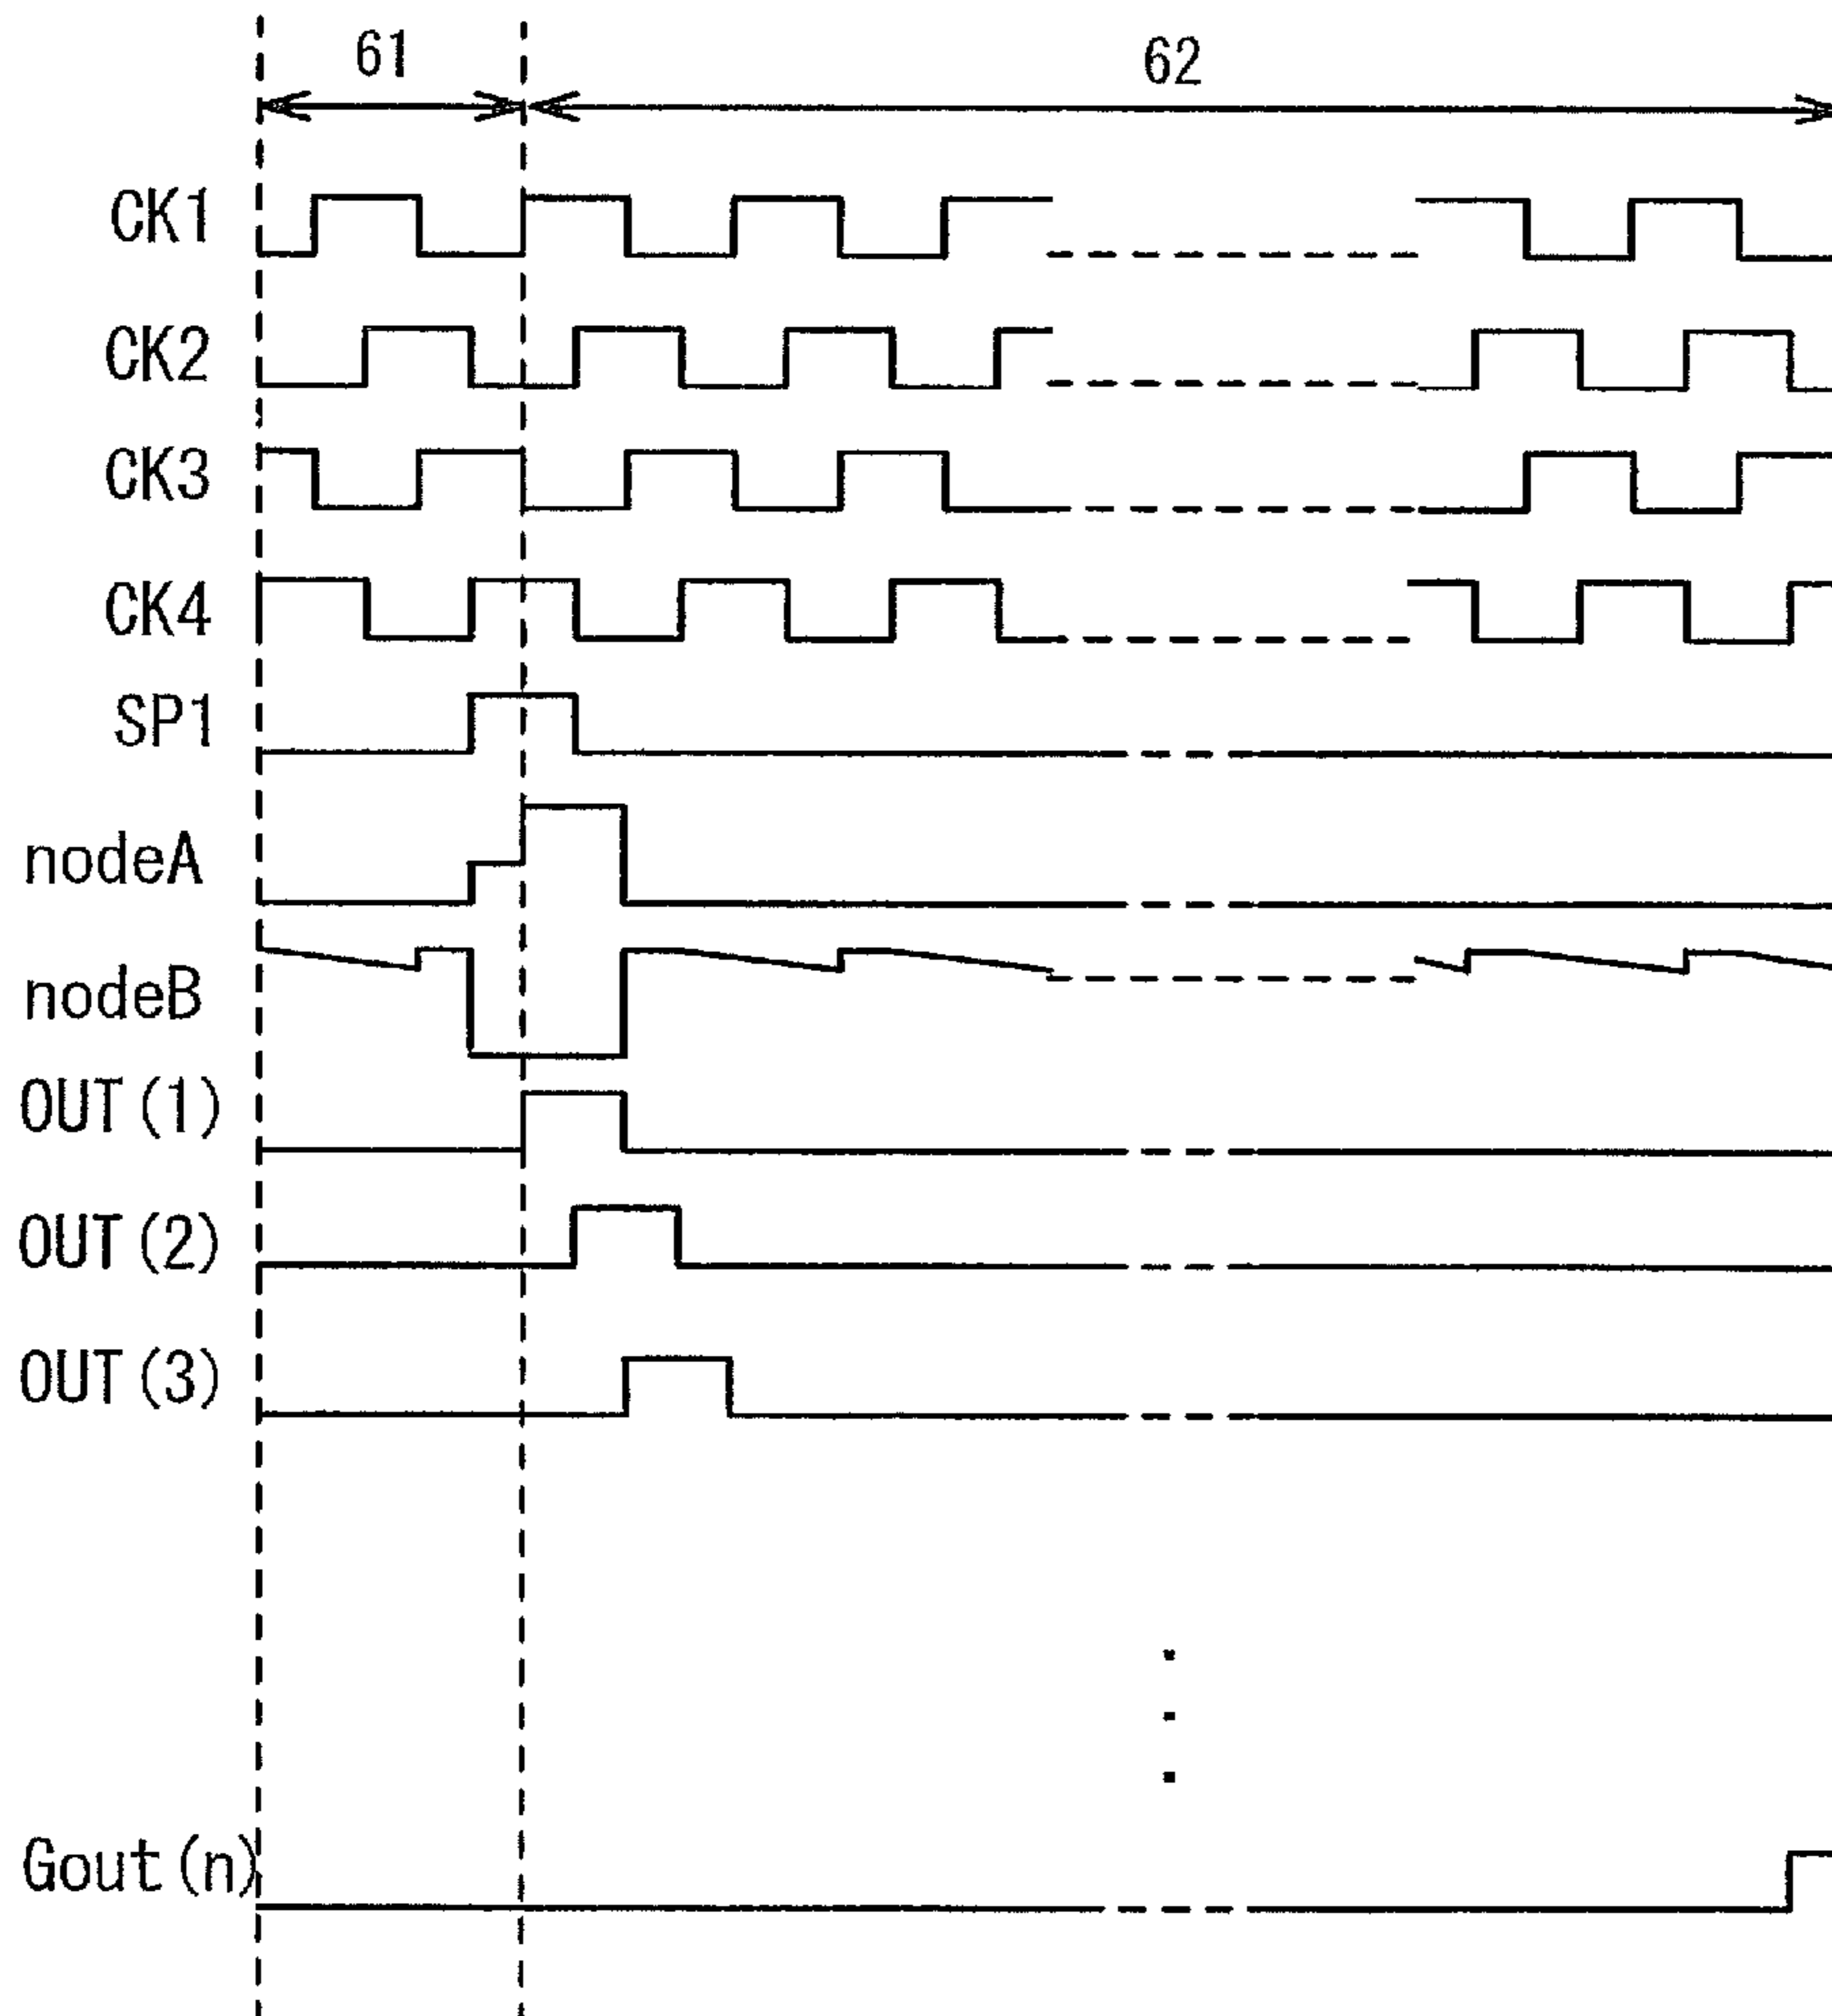 61 62
CK1
CK2
CK3
CK4
SP1
nodeA
nodeB
OUT(1)
OUT(2)
OUT(3)
Gout(n)